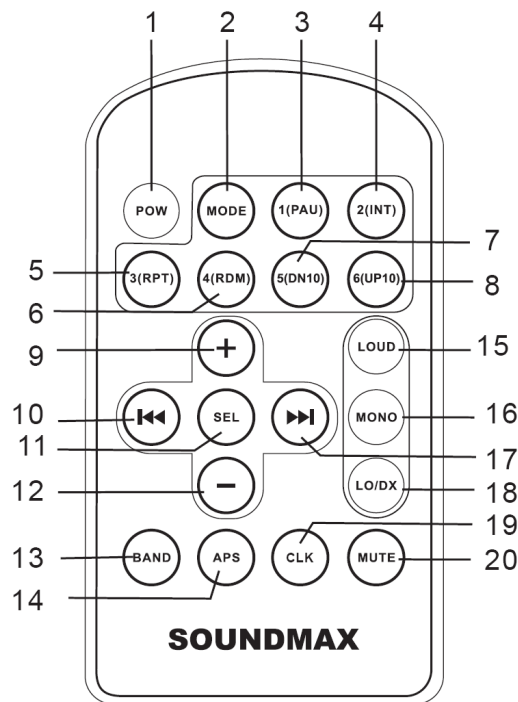 1 2 3 4
POW MODE 1(PAU) 2(INT)
7
5 3(RPT) 4(RDM) 5(DN10) 6(UP10) 8
6
9 + LOUD 15
10 SEL MONO 16
11 17
12 − LO/DX 18
19
13 BAND APS CLK MUTE 20
14
SOUNDMAX